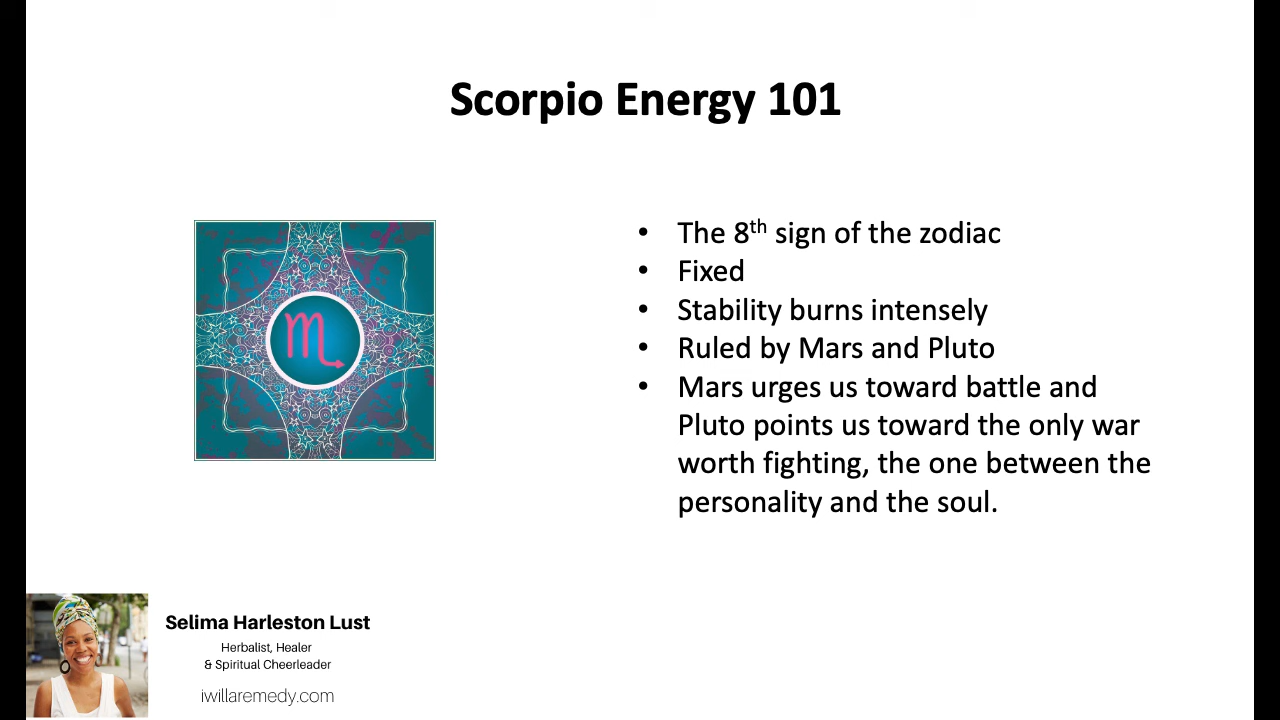 Scorpio Energy 101
• The 8th sign of the zodiac
• Fixed
• Stability burns intensely
• Ruled by Mars and Pluto
• Mars urges us toward battle and
Pluto points us toward the only war
worth fighting, the one between the
personality and the soul.
Selima Harleston Lust
Herbalist, Healer
& Spiritual Cheerleader
iwillaremedy.com